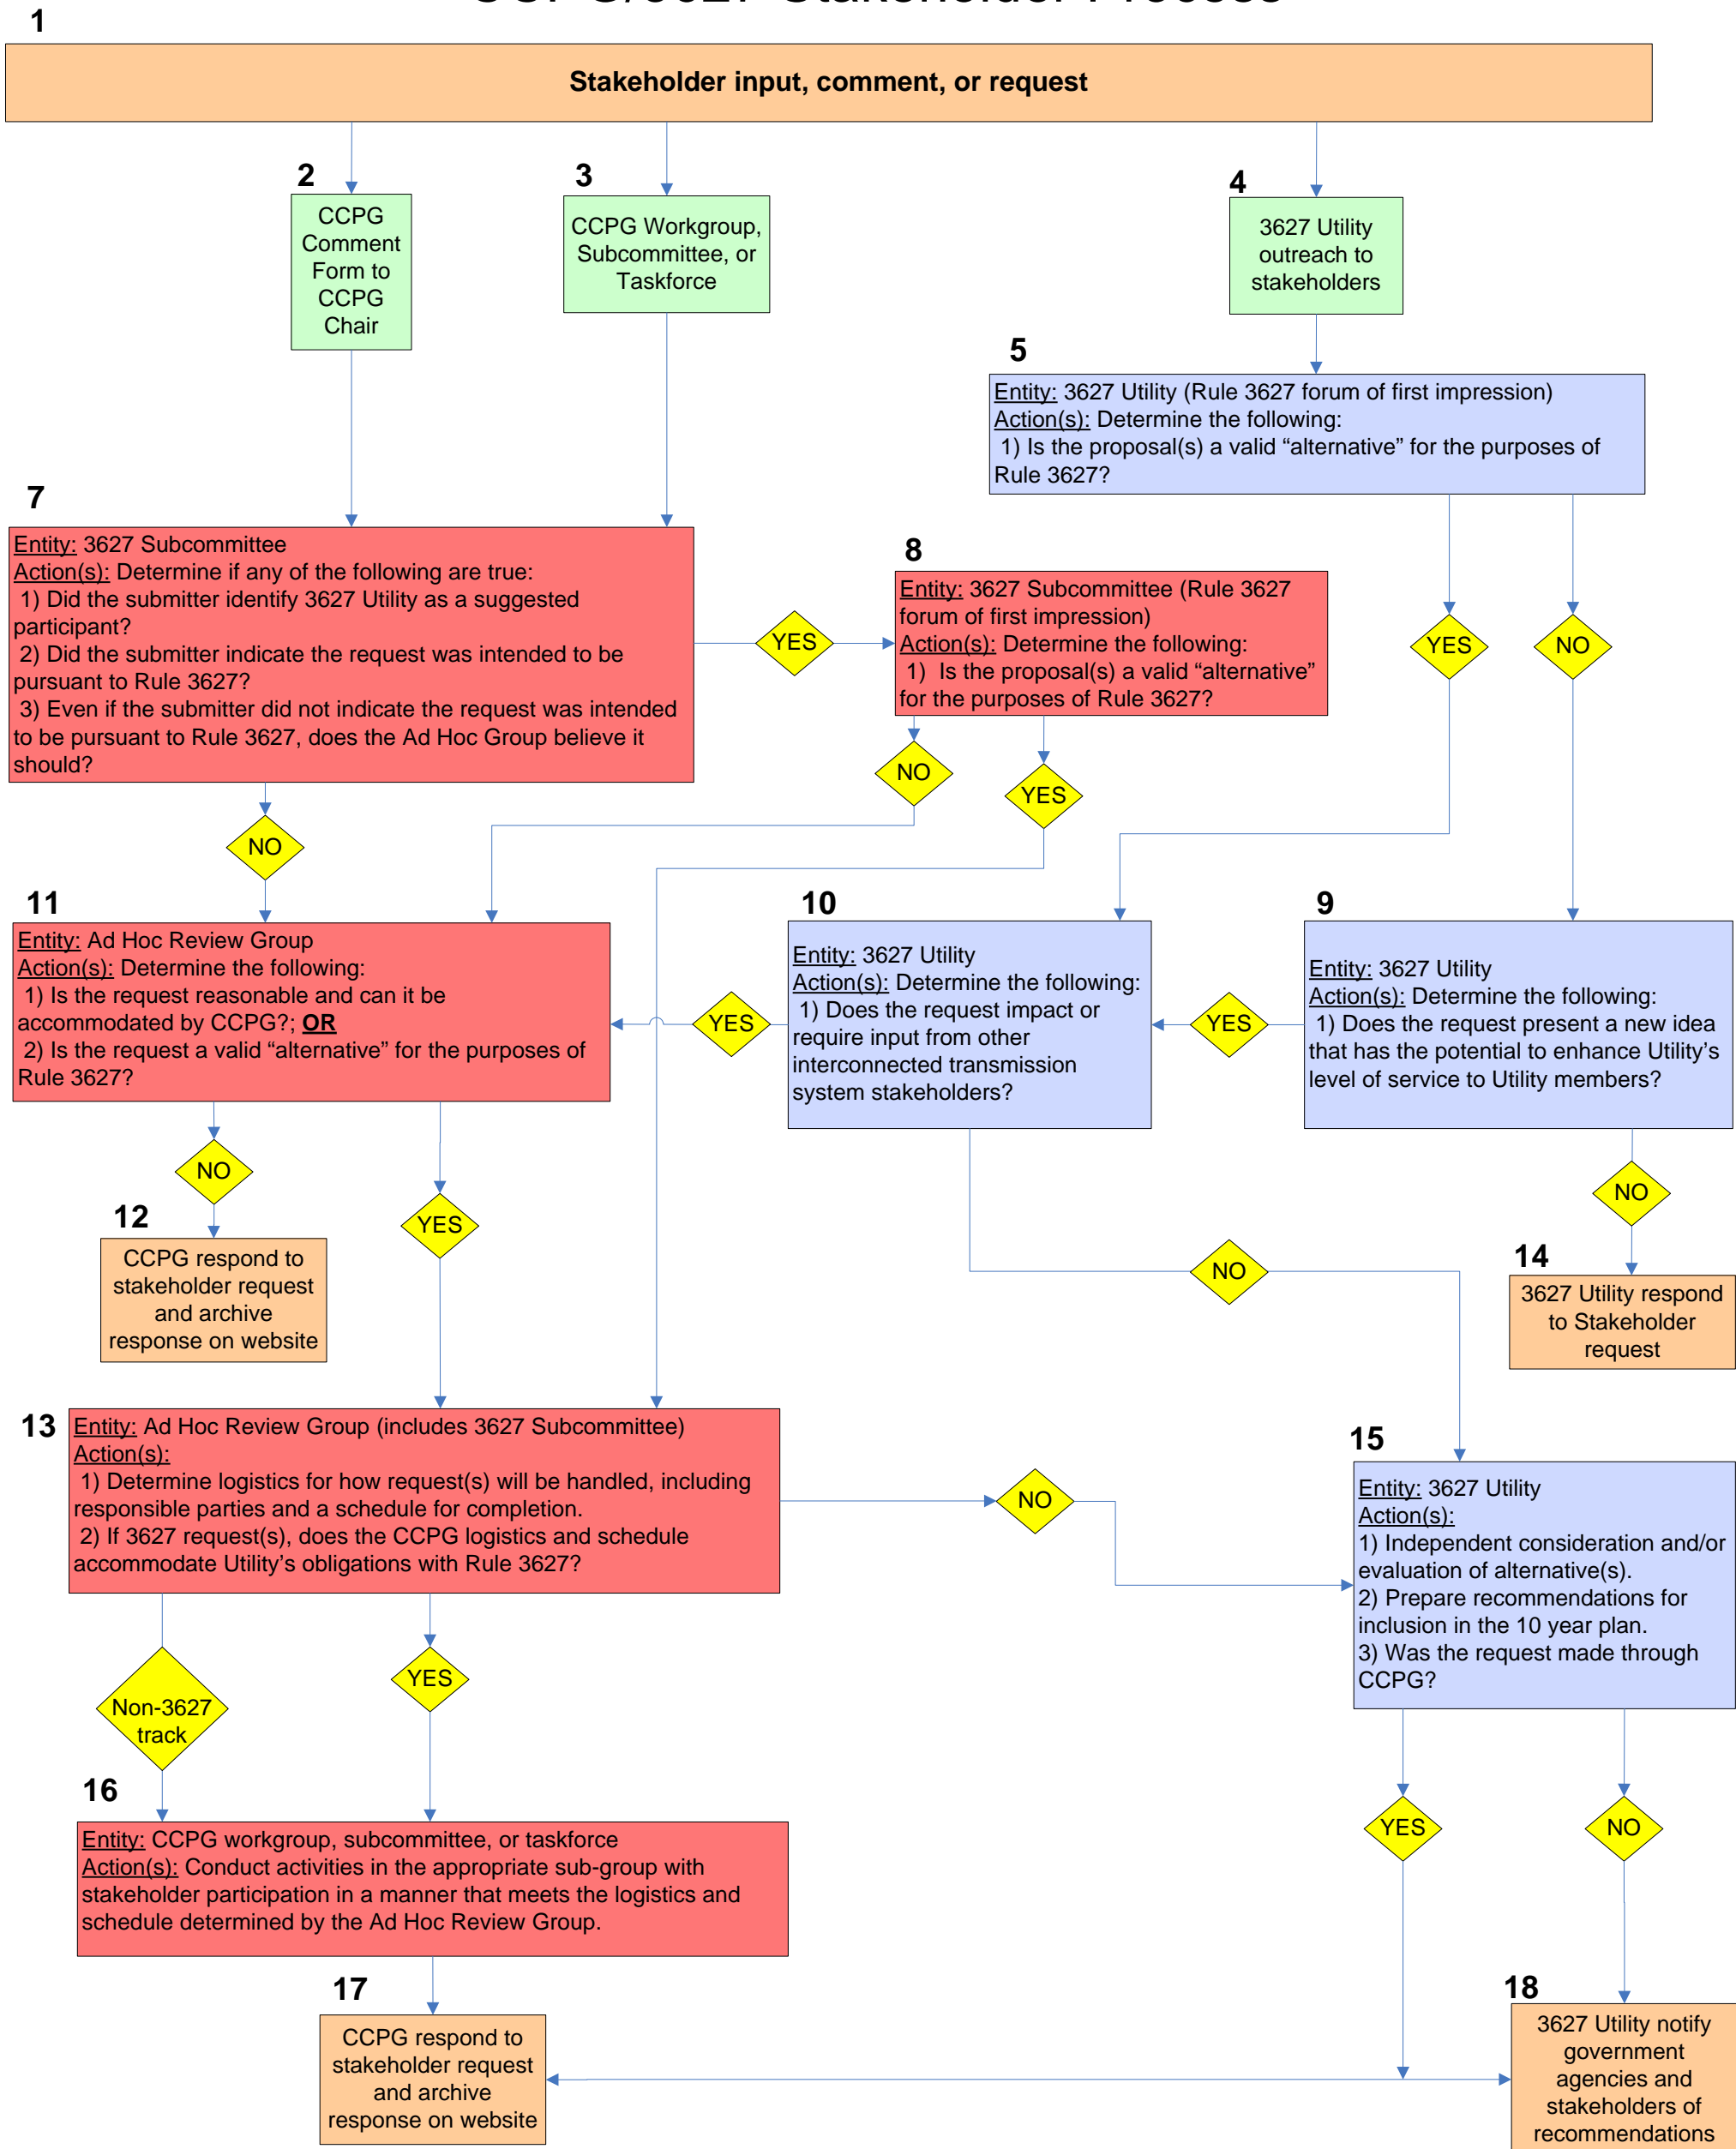 1
Stakeholder input, comment, or request
2
CCPG
Comment
Form to
CCPG
Chair
3
CCPG Workgroup,
Subcommittee, or
Taskforce
4
3627 Utility
outreach to
stakeholders
5
Entity: 3627 Utility (Rule 3627 forum of first impression)
Action(s): Determine the following:
1) Is the proposal(s) a valid “alternative” for the purposes of
Rule 3627?
7
Entity: 3627 Subcommittee
Action(s): Determine if any of the following are true:
1) Did the submitter identify 3627 Utility as a suggested
participant?
2) Did the submitter indicate the request was intended to be
pursuant to Rule 3627?
3) Even if the submitter did not indicate the request was intended
to be pursuant to Rule 3627, does the Ad Hoc Group believe it
should?
YES
8
Entity: 3627 Subcommittee (Rule 3627
forum of first impression)
Action(s): Determine the following:
1) Is the proposal(s) a valid “alternative”
for the purposes of Rule 3627?
YES
NO
NO
YES
NO
11
Entity: Ad Hoc Review Group
Action(s): Determine the following:
1) Is the request reasonable and can it be
accommodated by CCPG?; OR
2) Is the request a valid “alternative” for the purposes of
Rule 3627?
YES
10
Entity: 3627 Utility
Action(s): Determine the following:
1) Does the request impact or
require input from other
interconnected transmission
system stakeholders?
YES
9
Entity: 3627 Utility
Action(s): Determine the following:
1) Does the request present a new idea
that has the potential to enhance Utility’s
level of service to Utility members?
NO
YES
NO
NO
12
CCPG respond to
stakeholder request
and archive
response on website
14
3627 Utility respond
to Stakeholder
request
13
Entity: Ad Hoc Review Group (includes 3627 Subcommittee)
Action(s):
1) Determine logistics for how request(s) will be handled, including
responsible parties and a schedule for completion.
2) If 3627 request(s), does the CCPG logistics and schedule
accommodate Utility’s obligations with Rule 3627?
NO
15
Entity: 3627 Utility
Action(s):
1) Independent consideration and/or
evaluation of alternative(s).
2) Prepare recommendations for
inclusion in the 10 year plan.
3) Was the request made through
CCPG?
Non-3627
track
YES
YES
NO
16
Entity: CCPG workgroup, subcommittee, or taskforce
Action(s): Conduct activities in the appropriate sub-group with
stakeholder participation in a manner that meets the logistics and
schedule determined by the Ad Hoc Review Group.
17
CCPG respond to
stakeholder request
and archive
response on website
18
3627 Utility notify
government
agencies and
stakeholders of
recommendations